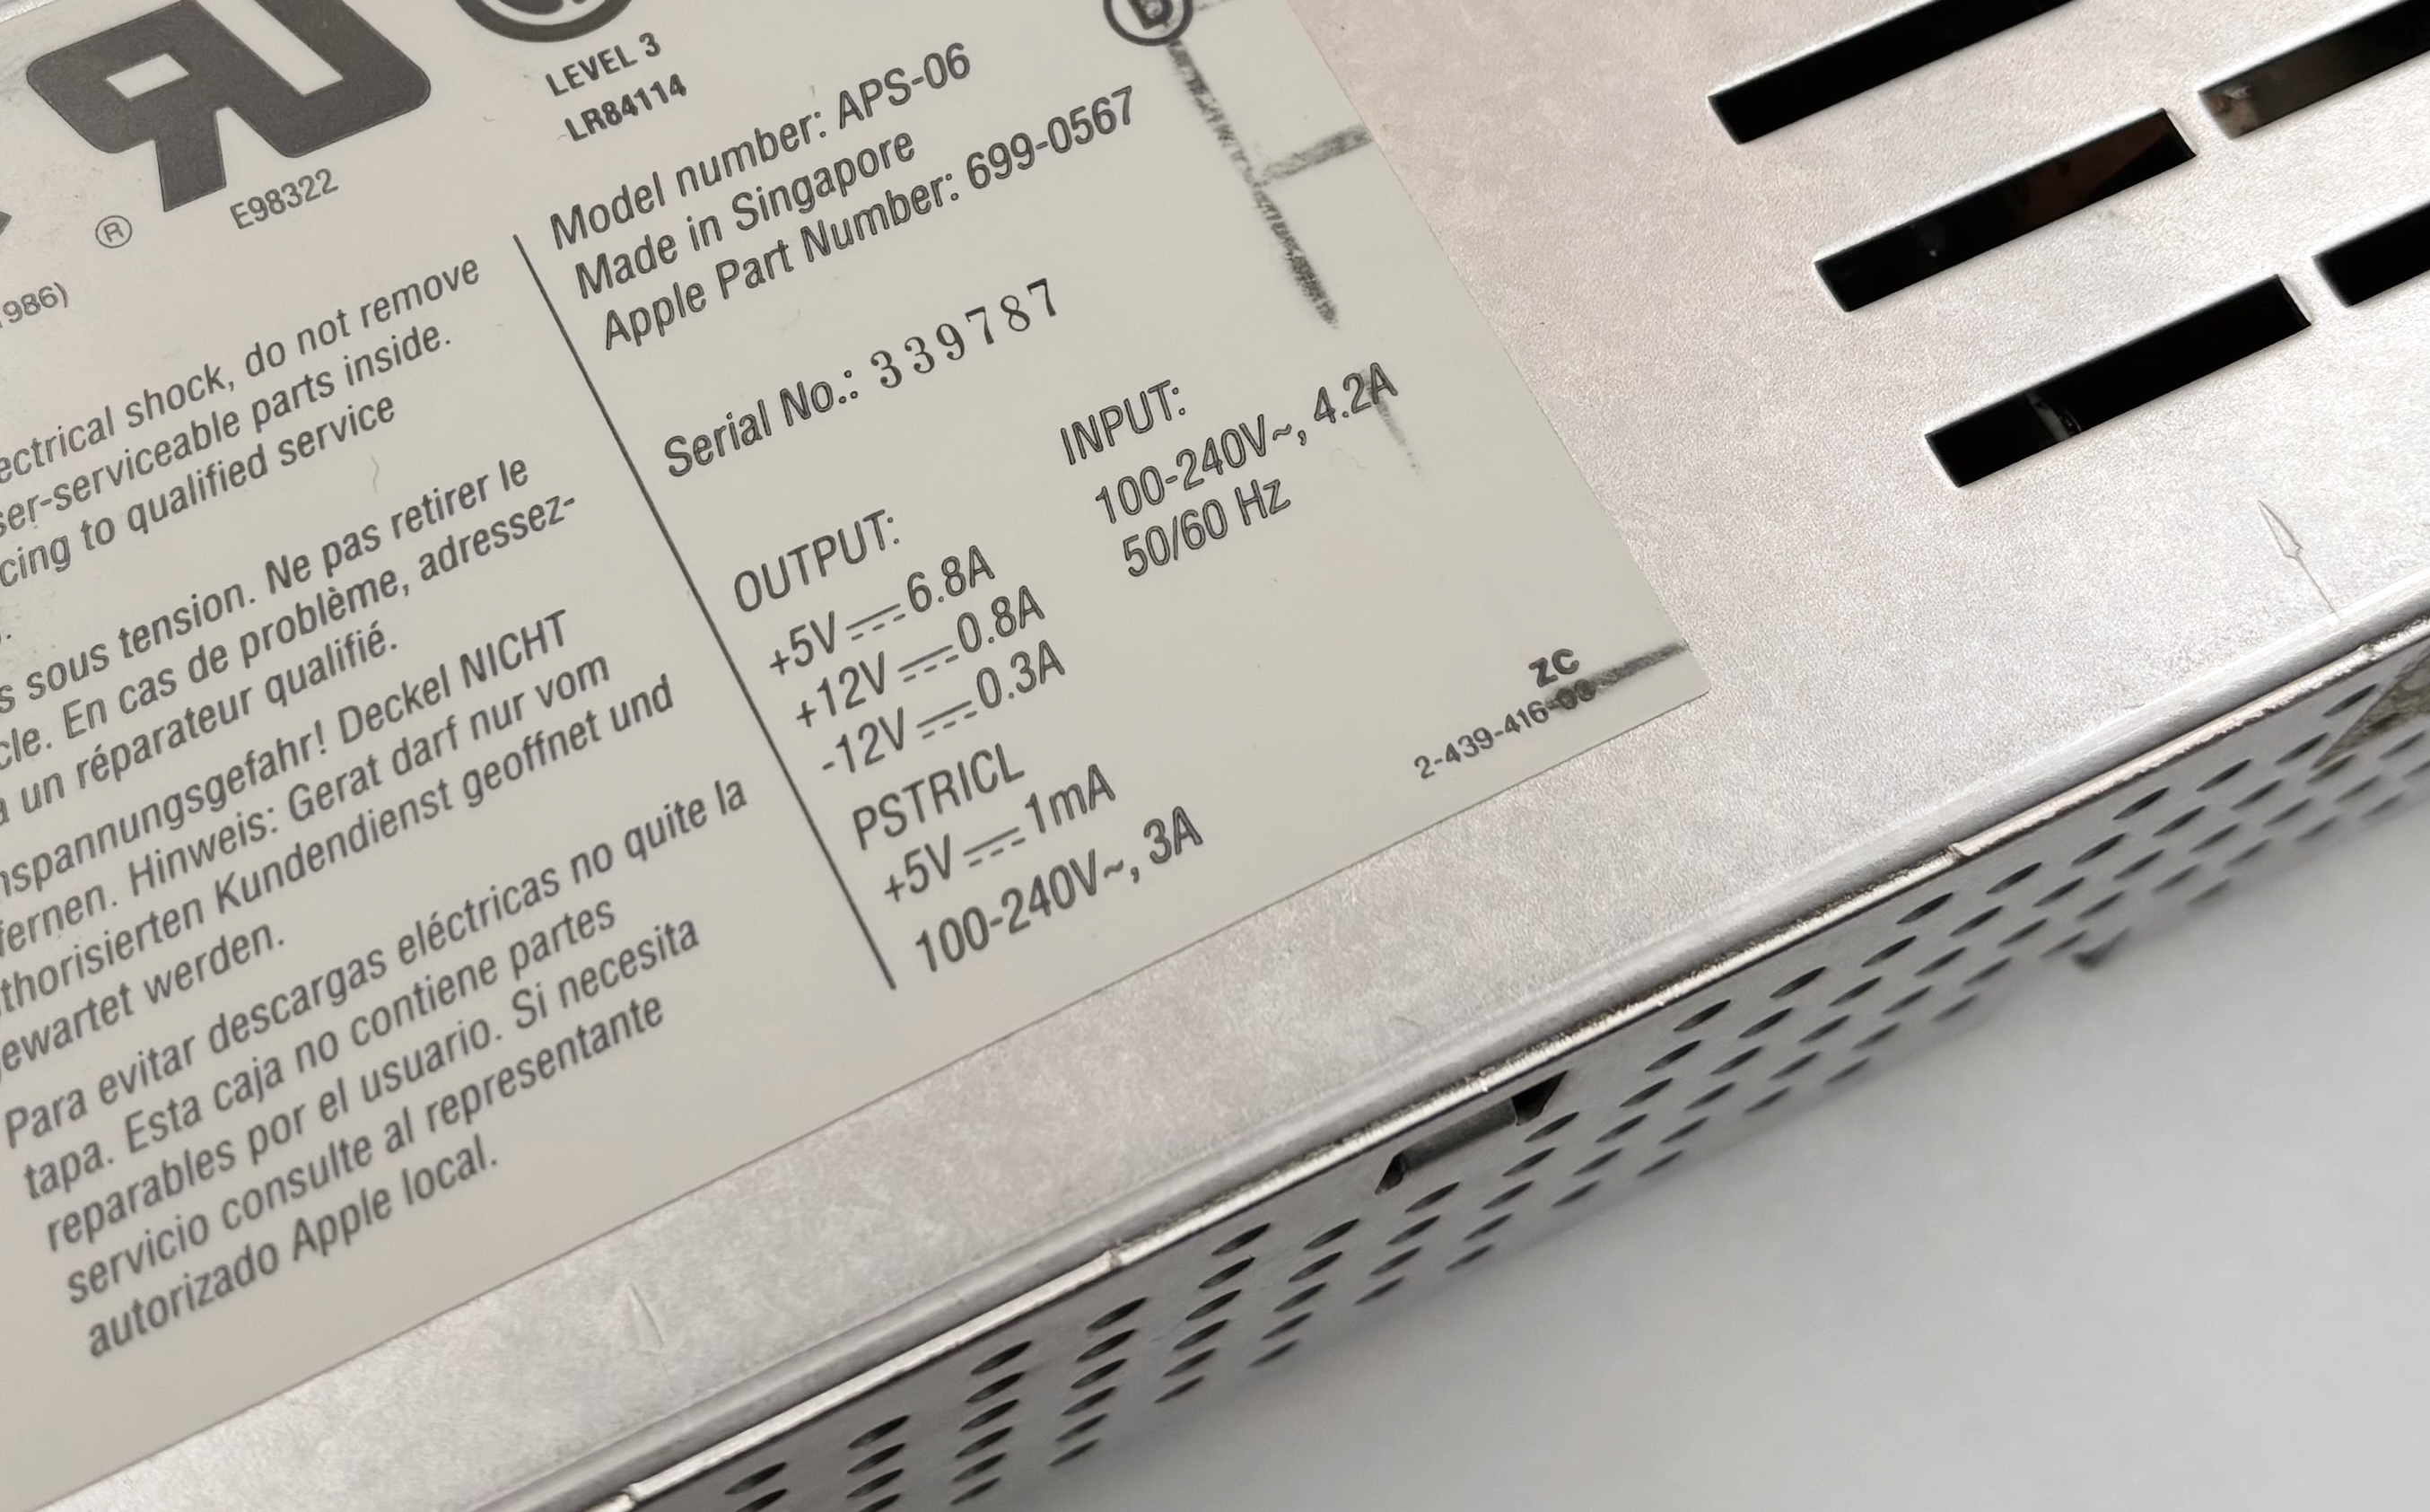 LEVEL 3
LR84114
®
E98322
1986)
Model number: APS-06
Made in Singapore
Apple Part Number: 699-0567
Serial No.: 339787
do not remove
ectrical shock, do not remove
ser-serviceable parts inside.
cing to qualified service
sous tension. Ne pas retirer le
cle. En cas de problème, adressez-
un réparateur qualifié.
nspannungsgefahr! Deckel NICHT
fernen. Hinweis: Gerat darf nur vom
thorisierten Kundendienst geoffnet und
ewartet werden.
Para evitar descargas eléctricas no quite la
tapa. Esta caja no contiene partes
reparables por el usuario. Si necesita
servicio consulte al representante
autorizado Apple local.
OUTPUT:
+5V⎓6.8A
+12V⎓0.8A
-12V⎓0.3A
PSTRICL
+5V⎓1mA
100-240V~, 3A
INPUT:
100-240V~, 4.2A
50/60 Hz
ZC
2-439-416-